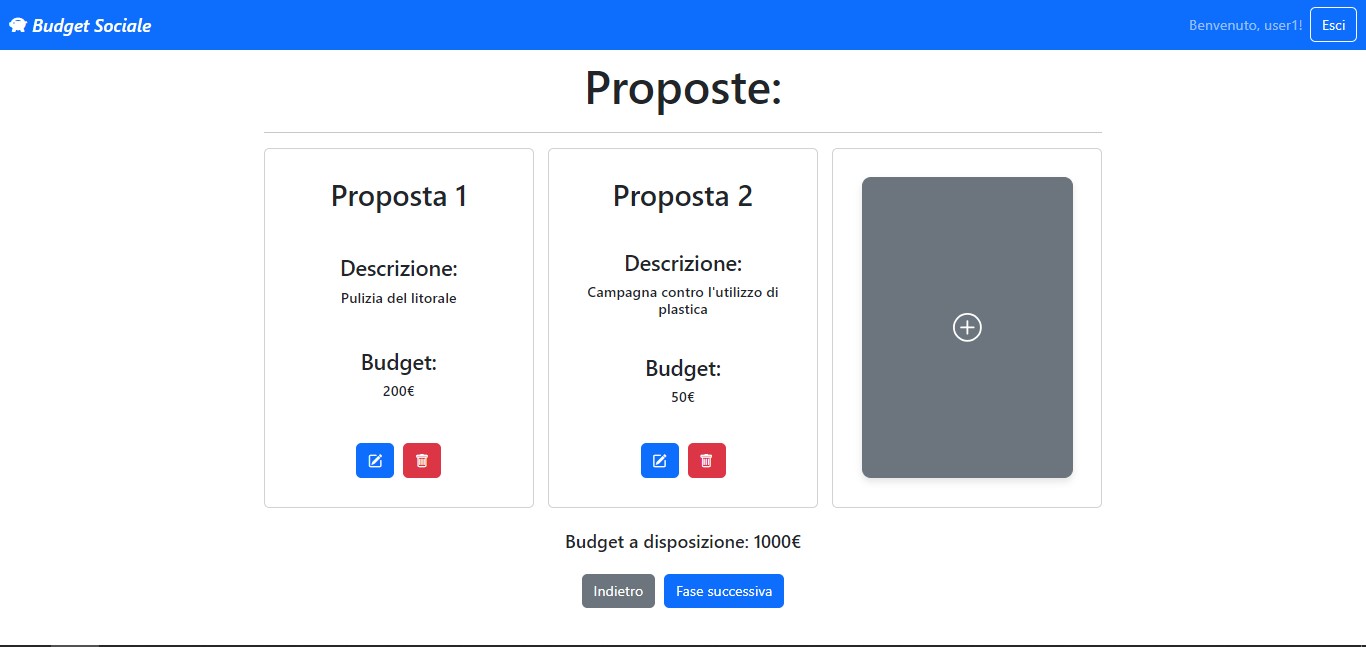 Budget Sociale
Benvenuto, user1!
Esci
Proposte:
Proposta 1
Descrizione:
Pulizia del litorale
Budget:
200€
Proposta 2
Descrizione:
Campagna contro l'utilizzo di
plastica
Budget:
50€
Budget a disposizione: 1000€
Indietro
Fase successiva